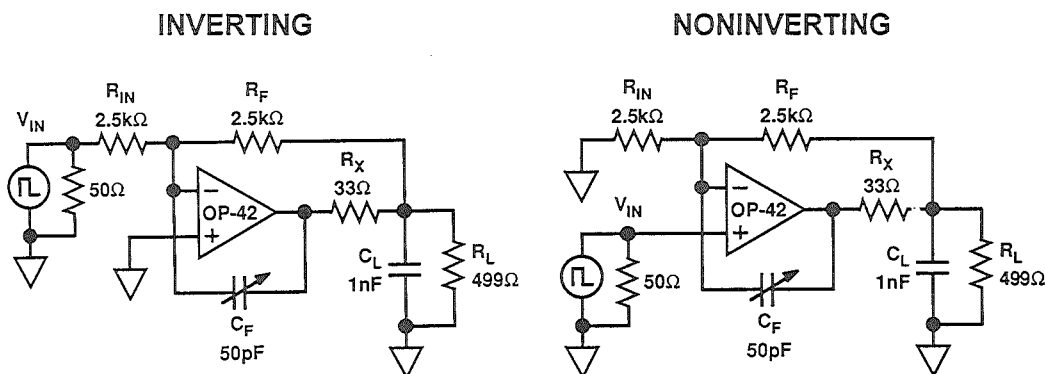 INVERTING
R_IN
2.5kΩ
R_F
2.5kΩ
V_IN
50Ω
−
OP-42
+
R_X
33Ω
C_L
1nF
R_L
499Ω
C_F
50pF
NONINVERTING
R_IN
2.5kΩ
R_F
2.5kΩ
R_X
33Ω
−
OP-42
+
V_IN
50Ω
C_L
1nF
R_L
499Ω
C_F
50pF